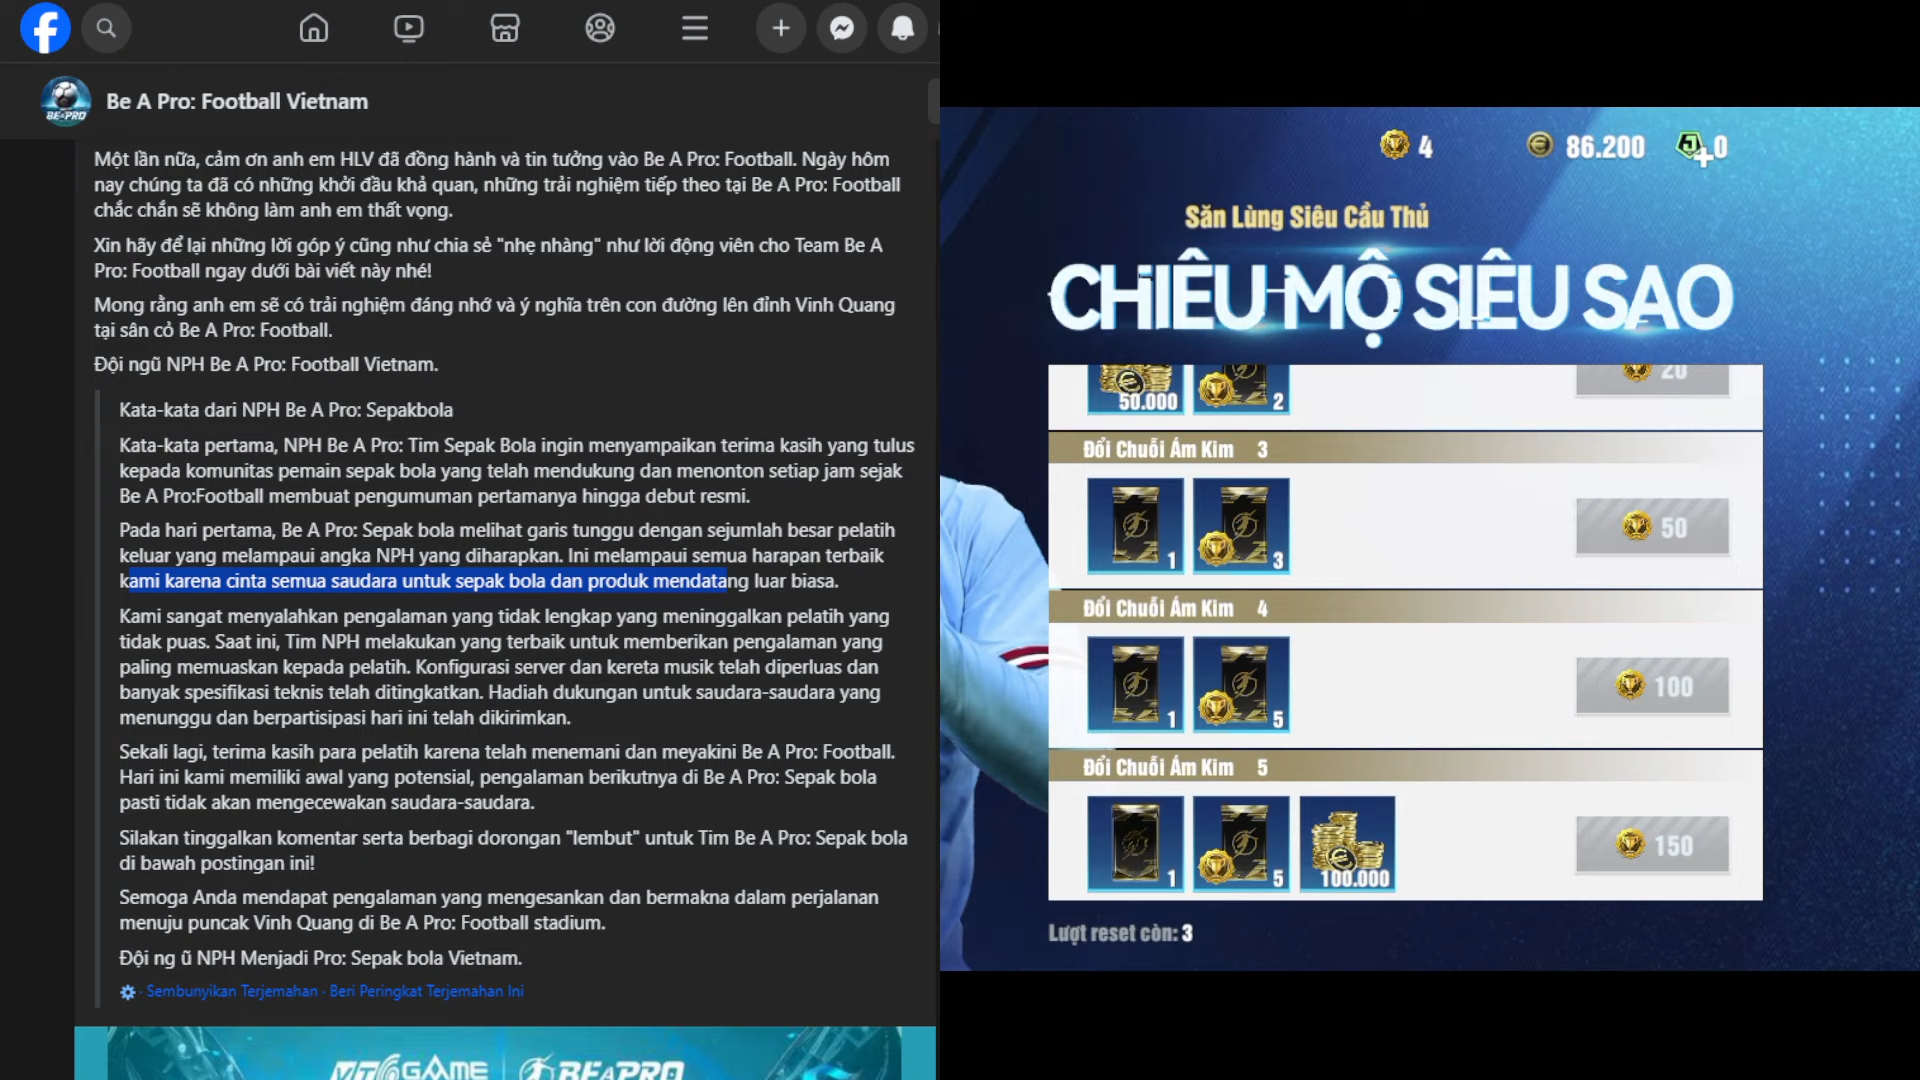 Be A Pro: Football Vietnam
BE A PRO
Một lần nữa, cảm ơn anh em HLV đã đồng hành và tin tưởng vào Be A Pro: Football. Ngày hôm
nay chúng ta đã có những khởi đầu khả quan, những trải nghiệm tiếp theo tại Be A Pro: Football
chắc chắn sẽ không làm anh em thất vọng.
Xin hãy để lại những lời góp ý cũng như chia sẻ "nhẹ nhàng" như lời động viên cho Team Be A
Pro: Football ngay dưới bài viết này nhé!
Mong rằng anh em sẽ có trải nghiệm đáng nhớ và ý nghĩa trên con đường lên đỉnh Vinh Quang
tại sân cỏ Be A Pro: Football.
Đội ngũ NPH Be A Pro: Football Vietnam.
Kata-kata dari NPH Be A Pro: Sepakbola
Kata-kata pertama, NPH Be A Pro: Tim Sepak Bola ingin menyampaikan terima kasih yang tulus
kepada komunitas pemain sepak bola yang telah mendukung dan menonton setiap jam sejak
Be A Pro:Football membuat pengumuman pertamanya hingga debut resmi.
Pada hari pertama, Be A Pro: Sepak bola melihat garis tunggu dengan sejumlah besar pelatih
keluar yang melampaui angka NPH yang diharapkan. Ini melampaui semua harapan terbaik
kami karena cinta semua saudara untuk sepak bola dan produk mendatang luar biasa.
Kami sangat menyalahkan pengalaman yang tidak lengkap yang meninggalkan pelatih yang
tidak puas. Saat ini, Tim NPH melakukan yang terbaik untuk memberikan pengalaman yang
paling memuaskan kepada pelatih. Konfigurasi server dan kereta musik telah diperluas dan
banyak spesifikasi teknis telah ditingkatkan. Hadiah dukungan untuk saudara-saudara yang
menunggu dan berpartisipasi hari ini telah dikirimkan.
Sekali lagi, terima kasih para pelatih karena telah menemani dan meyakini Be A Pro: Football.
Hari ini kami memiliki awal yang potensial, pengalaman berikutnya di Be A Pro: Sepak bola
pasti tidak akan mengecewakan saudara-saudara.
Silakan tinggalkan komentar serta berbagi dorongan "lembut" untuk Tim Be A Pro: Sepak bola
di bawah postingan ini!
Semoga Anda mendapat pengalaman yang mengesankan dan bermakna dalam perjalanan
menuju puncak Vinh Quang di Be A Pro: Football stadium.
Đội ng ũ NPH Menjadi Pro: Sepak bola Vietnam.
· Sembunyikan Terjemahan · Beri Peringkat Terjemahan Ini
VTC GAME BE A PRO
4 86.200 0
Săn Lùng Siêu Cầu Thủ
CHIÊU MỘ SIÊU SAO
50.000 2 20
Đổi Chuỗi Ám Kim 3
1 3 50
Đổi Chuỗi Ám Kim 4
1 5 100
Đổi Chuỗi Ám Kim 5
1 5 100.000 150
Lượt reset còn: 3